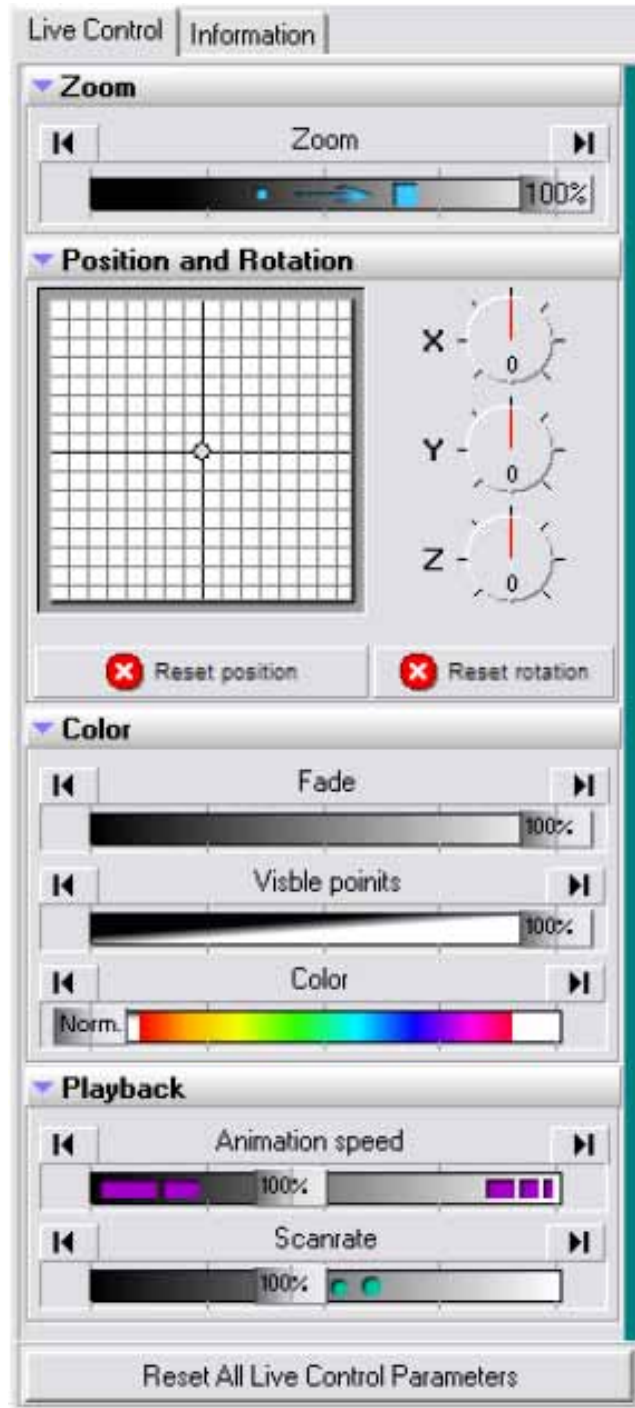 Live Control Information
Zoom
Zoom
100%
Position and Rotation
X
0
Y
0
Z
0
Reset position Reset rotation
Color
Fade
100%
Visble poinits
100%
Color
Norm.
Playback
Animation speed
100%
Scanrate
100%
Reset All Live Control Parameters